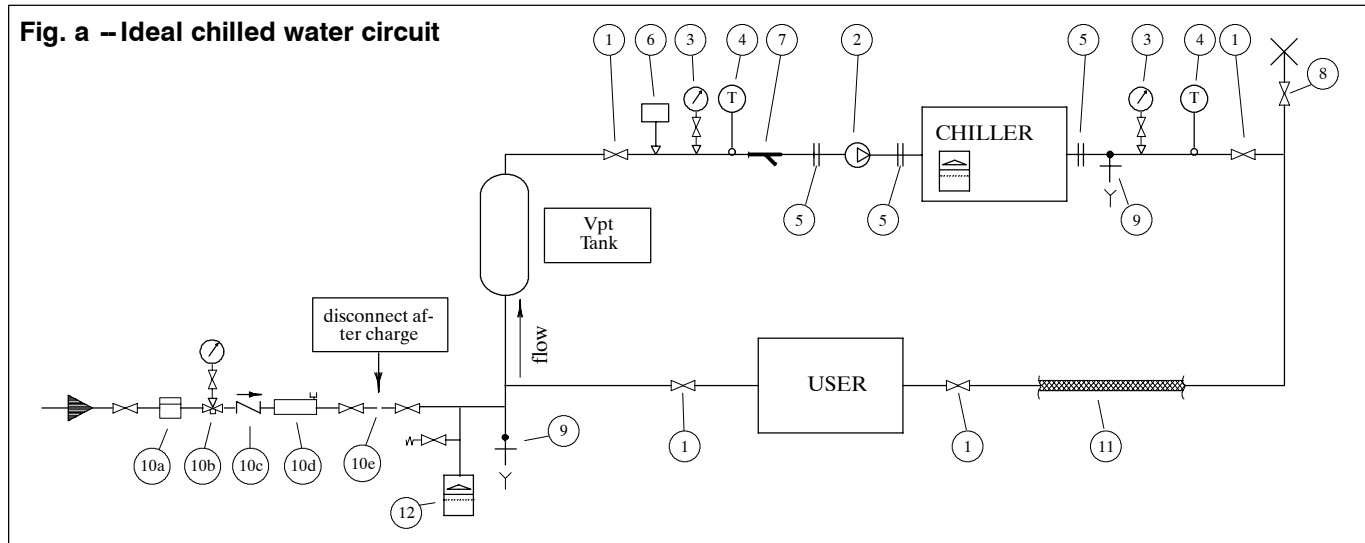 Fig. a -- Ideal chilled water circuit
1
6
3
4
7
2
5
3
4
1
8
T
CHILLER
T
5
5
9
Vpt
Tank
disconnect af-
ter charge
flow
USER
10a
10b
10c
10d
10e
9
1
1
11
12